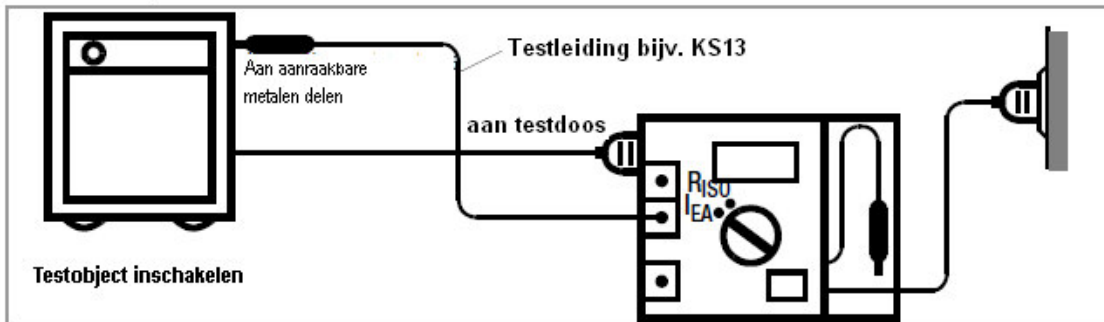 Testleiding bijv. KS13
Aan aanraakbare
metalen delen
aan testdoos
RISO
IEA
Testobject inschakelen